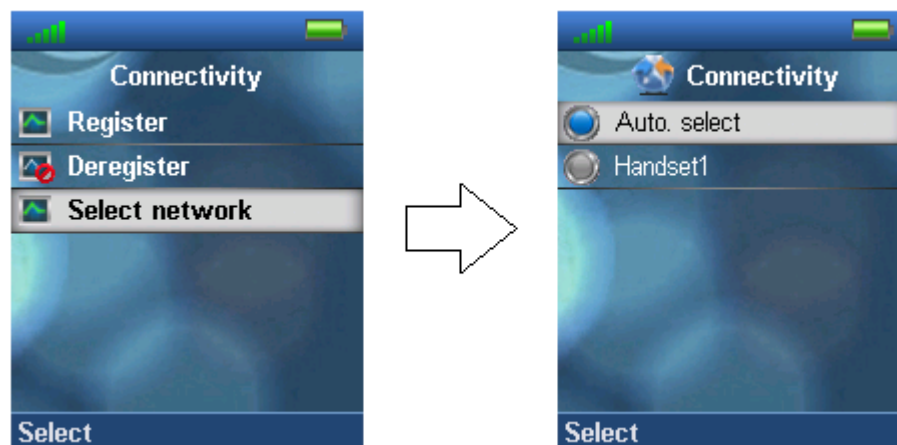 Connectivity
Register
Deregister
Select network
Select
Connectivity
Auto. select
Handset1
Select